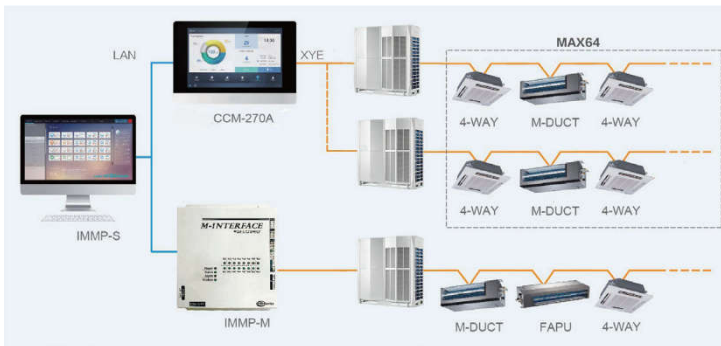 MAX64
LAN
XYE
CCM-270A
4-WAY
M-DUCT
4-WAY
4-WAY
M-DUCT
4-WAY
IMMP-S
M-INTERFACE
IMMP-M
M-DUCT
FAPU
4-WAY